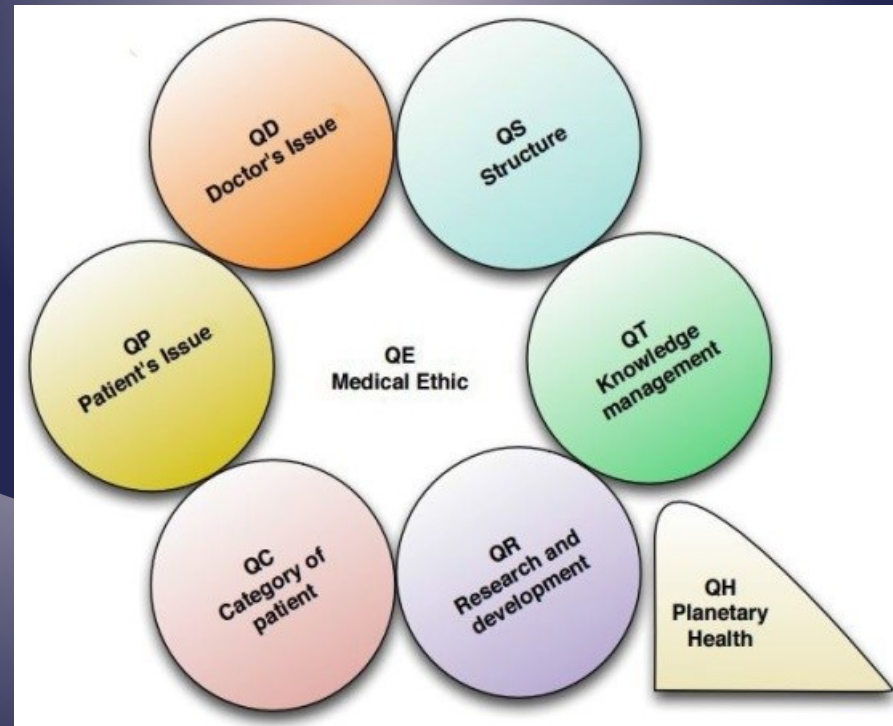 QD
Doctor's Issue
QS
Structure
QP
Patient's Issue
QE
Medical Ethic
QT
Knowledge
management
QC
Category of
patient
QR
Research and
development
QH
Planetary
Health